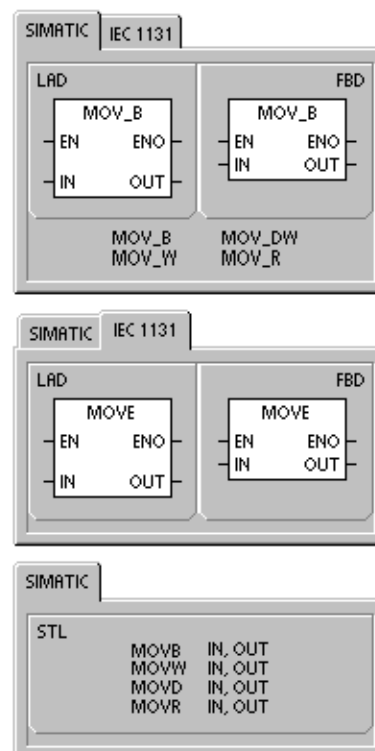 SIMATIC IEC 1131
LAD FBD
MOV_B MOV_B
EN ENO EN ENO
IN OUT
IN OUT
MOV_B MOV_DW
MOV_W MOV_R
SIMATIC IEC 1131
LAD FBD
MOVE MOVE
EN ENO EN ENO
IN OUT
IN OUT
SIMATIC
STL
MOVB IN, OUT
MOVW IN, OUT
MOVD IN, OUT
MOVR IN, OUT